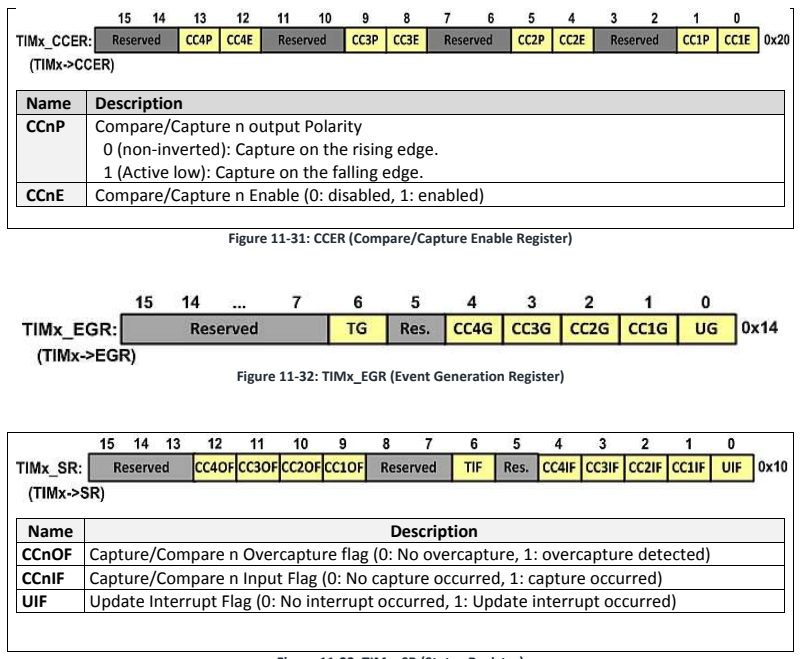 15 14 13 12 11 10 9 8 7 6 5 4 3 2 1 0
TIMx_CCER: Reserved CC4P CC4E Reserved CC3P CC3E Reserved CC2P CC2E Reserved CC1P CC1E 0x20
(TIMx->CCER)
Name Description
CCnP Compare/Capture n output Polarity
0 (non-inverted): Capture on the rising edge.
1 (Active low): Capture on the falling edge.
CCnE Compare/Capture n Enable (0: disabled, 1: enabled)
Figure 11-31: CCER (Compare/Capture Enable Register)
15 14 ... 7 6 5 4 3 2 1 0
TIMx_EGR: Reserved TG Res. CC4G CC3G CC2G CC1G UG 0x14
(TIMx->EGR)
Figure 11-32: TIMx_EGR (Event Generation Register)
15 14 13 12 11 10 9 8 7 6 5 4 3 2 1 0
TIMx_SR: Reserved CC4OF CC3OF CC2OF CC1OF Reserved TIF Res. CC4IF CC3IF CC2IF CC1IF UIF 0x10
(TIMx->SR)
Name Description
CCnOF Capture/Compare n Overcapture flag (0: No overcapture, 1: overcapture detected)
CCnIF Capture/Compare n Input Flag (0: No capture occurred, 1: capture occurred)
UIF Update Interrupt Flag (0: No interrupt occurred, 1: Update interrupt occurred)